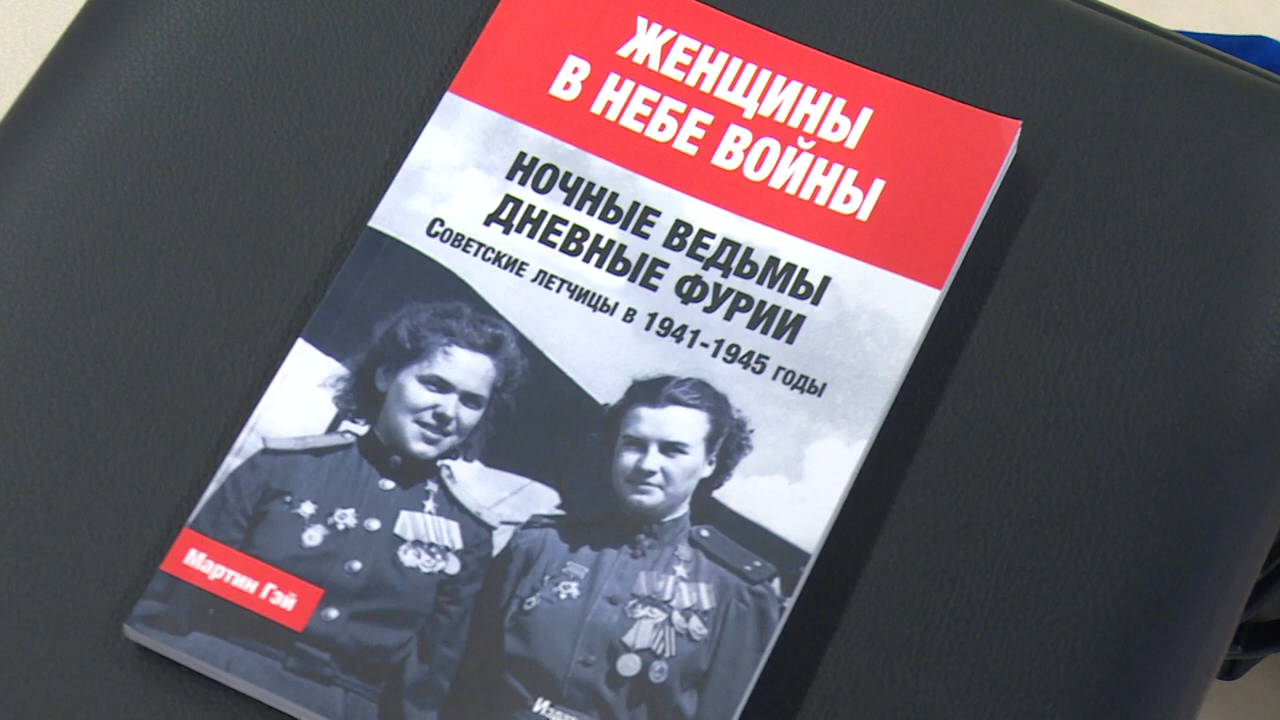 ЖЕНЩИНЫ
В НЕБЕ ВОЙНЫ
НОЧНЫЕ ВЕДЬМЫ
ДНЕВНЫЕ ФУРИИ
Советские летчицы в 1941-1945 годы
Мартин Гэй